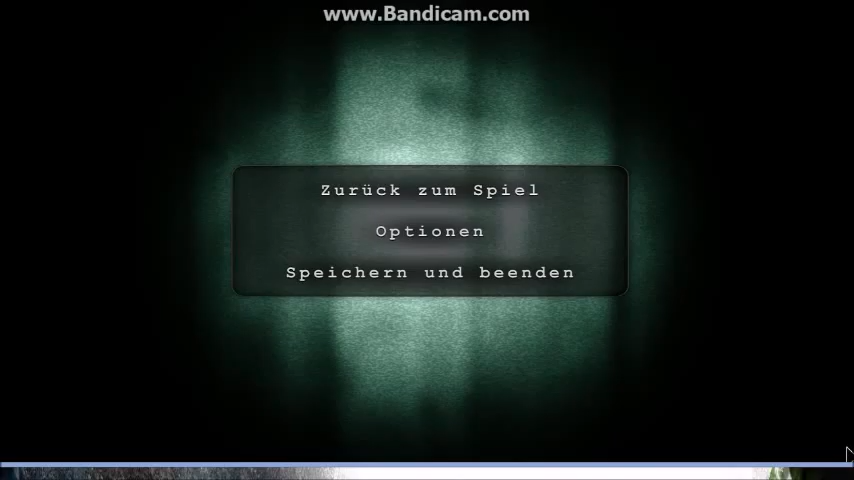 www.Bandicam.com
Zurück zum Spiel
Optionen
Speichern und beenden